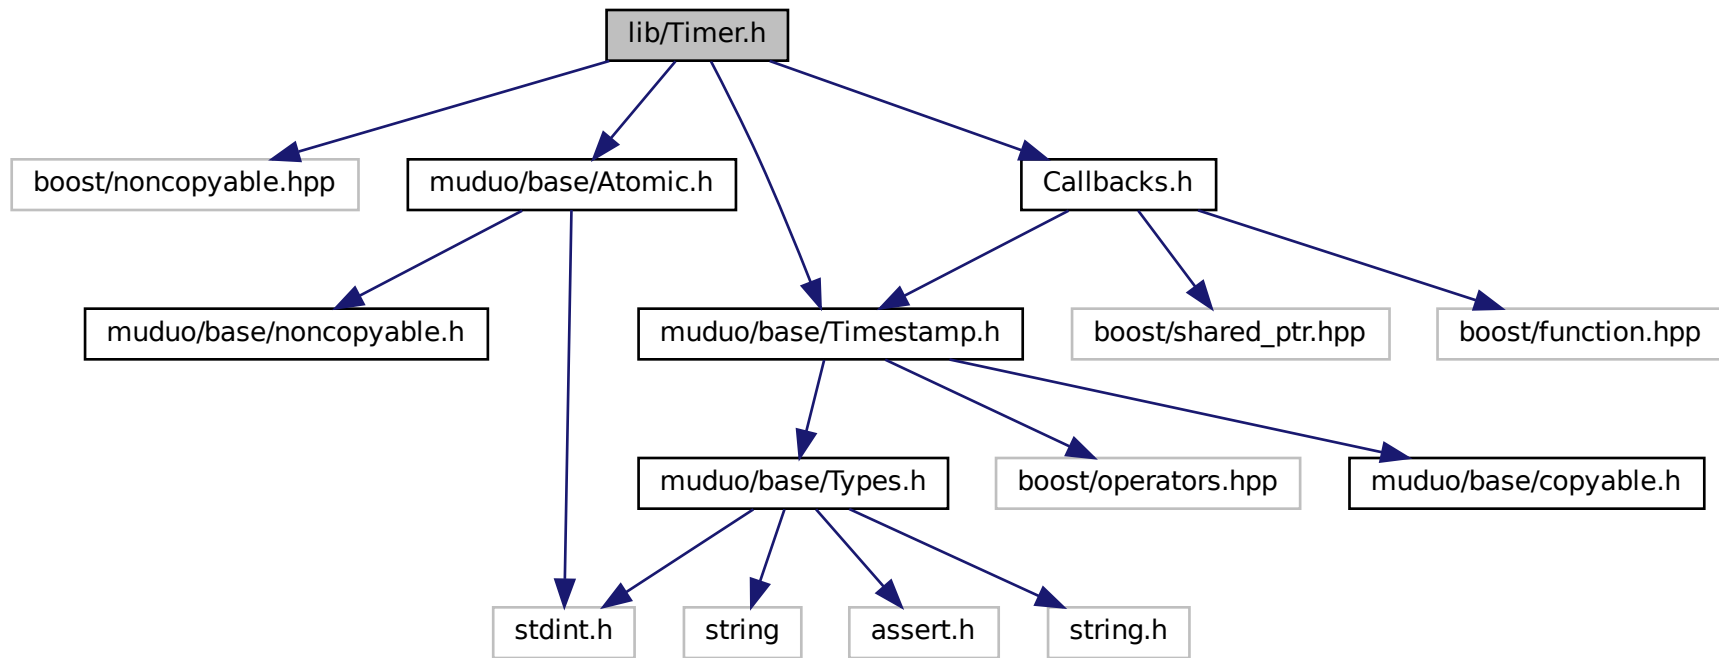 lib/Timer.h
boost/noncopyable.hpp
muduo/base/Atomic.h
Callbacks.h
muduo/base/noncopyable.h
muduo/base/Timestamp.h
boost/shared_ptr.hpp
boost/function.hpp
muduo/base/Types.h
boost/operators.hpp
muduo/base/copyable.h
stdint.h
string
assert.h
string.h